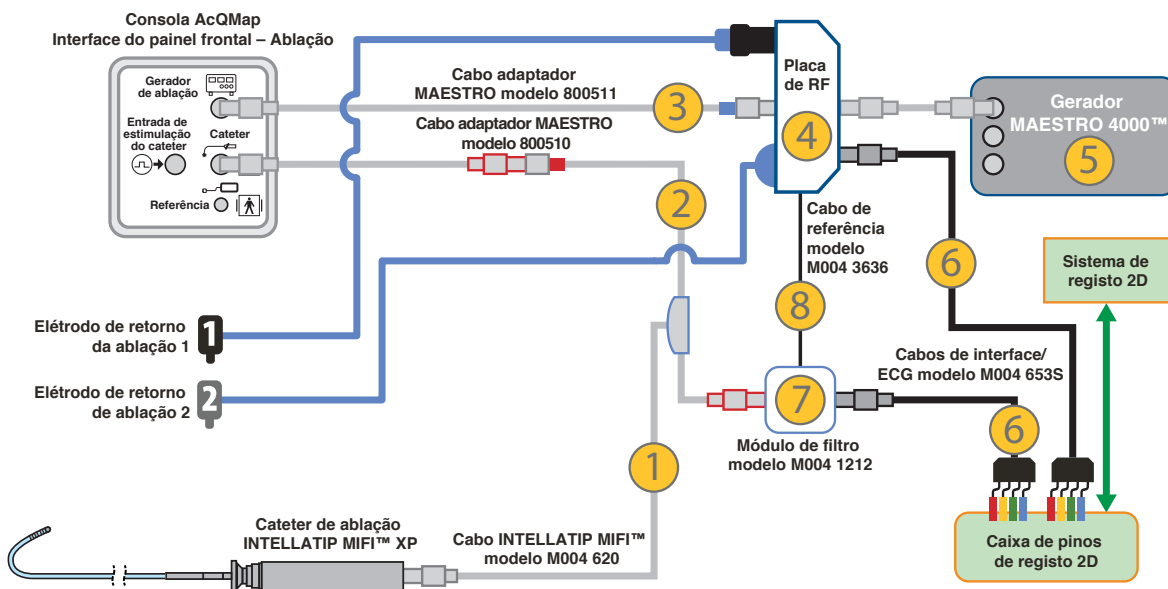 Consola AcQMap
Interface do painel frontal – Ablação
Gerador
de ablação
Entrada de
estimulação
do cateter
Cateter
Referência
Cabo adaptador
MAESTRO modelo 800511
3
Cabo adaptador MAESTRO
modelo 800510
2
Placa
de RF
4
Gerador
MAESTRO 4000™
5
Cabo de
referência
modelo
M004 3636
8
6
Sistema de
registo 2D
Elétrodo de retorno
da ablação 1
1
Elétrodo de retorno
de ablação 2
2
Cabos de interface/
ECG modelo M004 653S
7
6
Módulo de filtro
modelo M004 1212
1
Cateter de ablação
INTELLATIP MIFI™ XP
Cabo INTELLATIP MIFI™
modelo M004 620
Caixa de pinos
de registo 2D